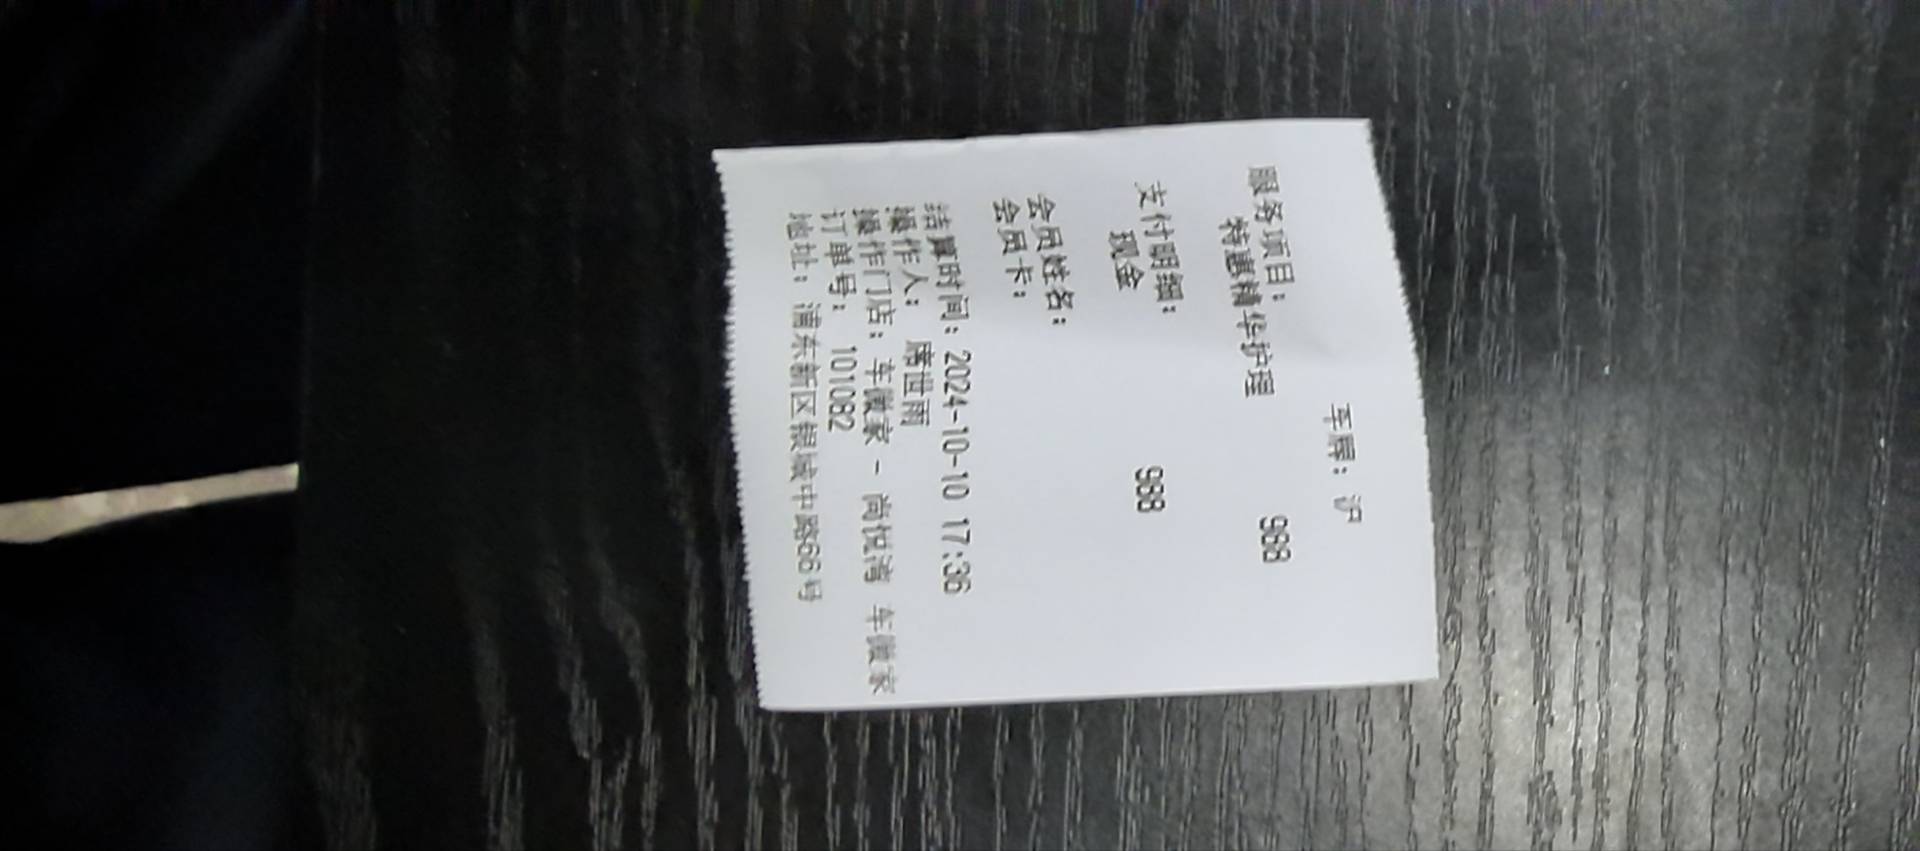 车牌: 沪
988
服务项目:
特惠精华护理
988
支付明细:
现金
会员姓名:
会员卡:
结算时间: 2024-10-10 17:36
操作人: 席世雨
操作门店: 车馓家 - 尚悦湾 车馓家
订单号: 101082
地址: 浦东新区银城中路66号